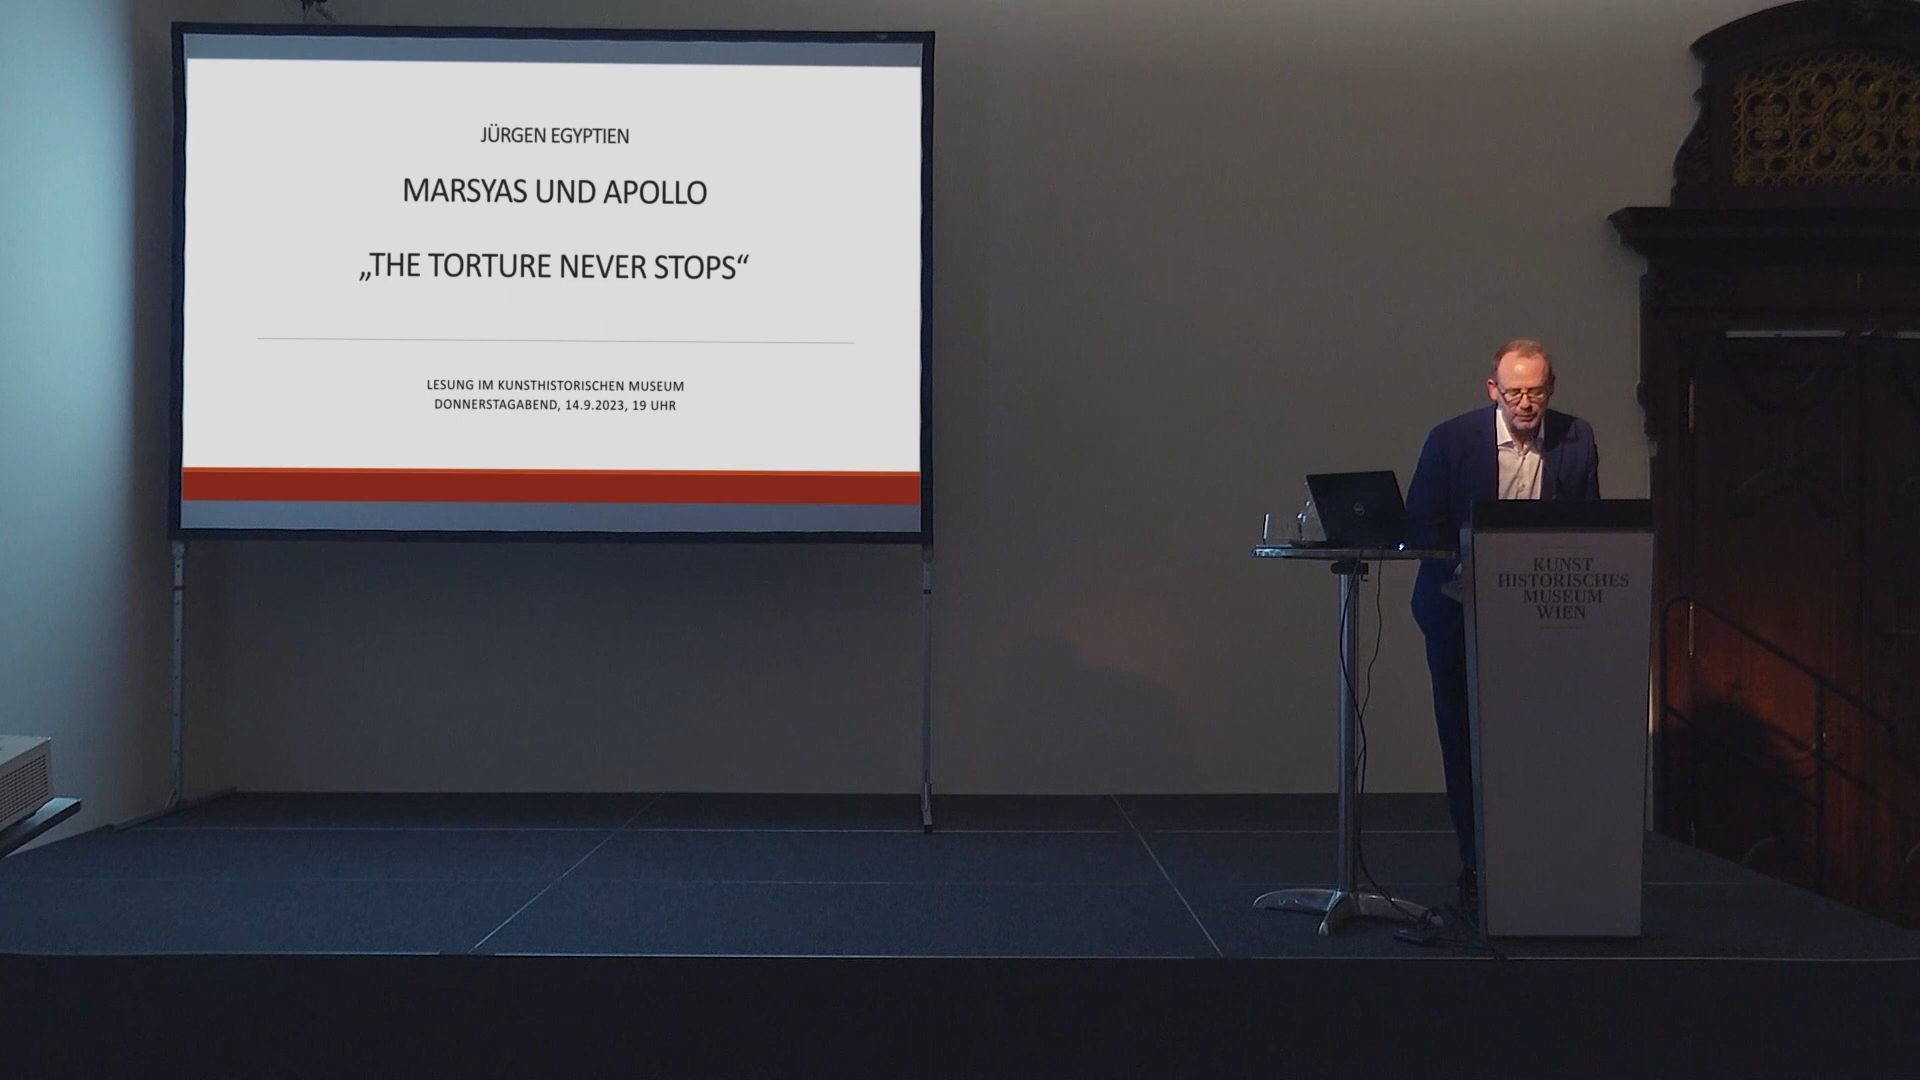 JÜRGEN EGYPTIEN
MARSYAS UND APOLLO
„THE TORTURE NEVER STOPS“
LESUNG IM KUNSTHISTORISCHEN MUSEUM
DONNERSTAGABEND, 14.9.2023, 19 UHR
KUNST
HISTORISCHES
MUSEUM
WIEN